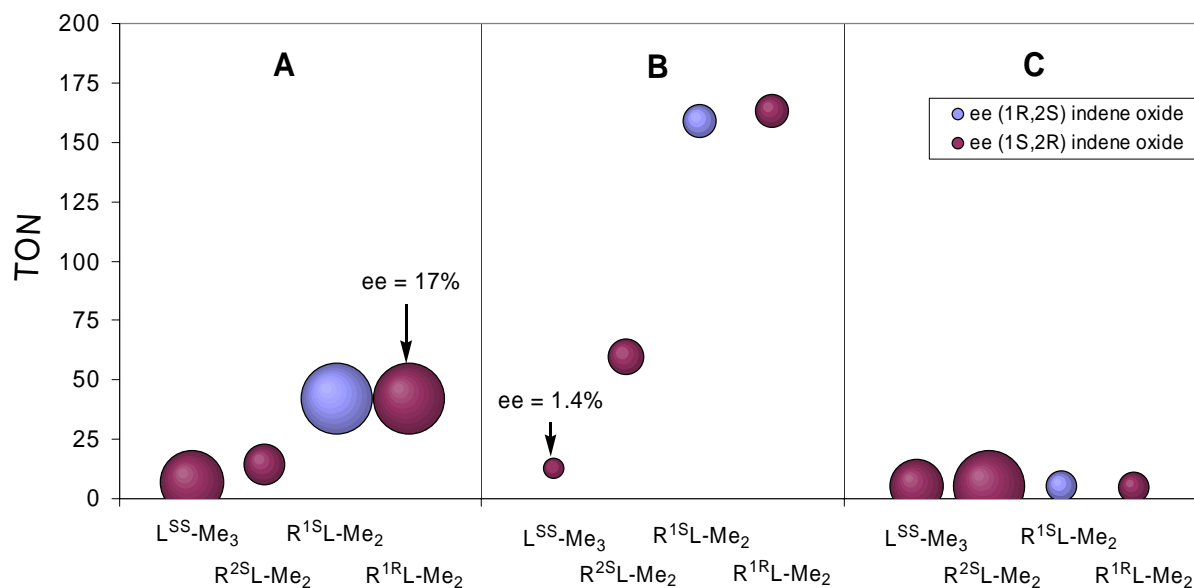 TON
200
175
150
125
100
75
50
25
0
A
B
C
ee (1R,2S) indene oxide
ee (1S,2R) indene oxide
ee = 17%
ee = 1.4%
L^SS-Me₃
R^2SL-Me₂
R^1SL-Me₂
R^1RL-Me₂
L^SS-Me₃
R^2SL-Me₂
R^1SL-Me₂
R^1RL-Me₂
L^SS-Me₃
R^2SL-Me₂
R^1SL-Me₂
R^1RL-Me₂